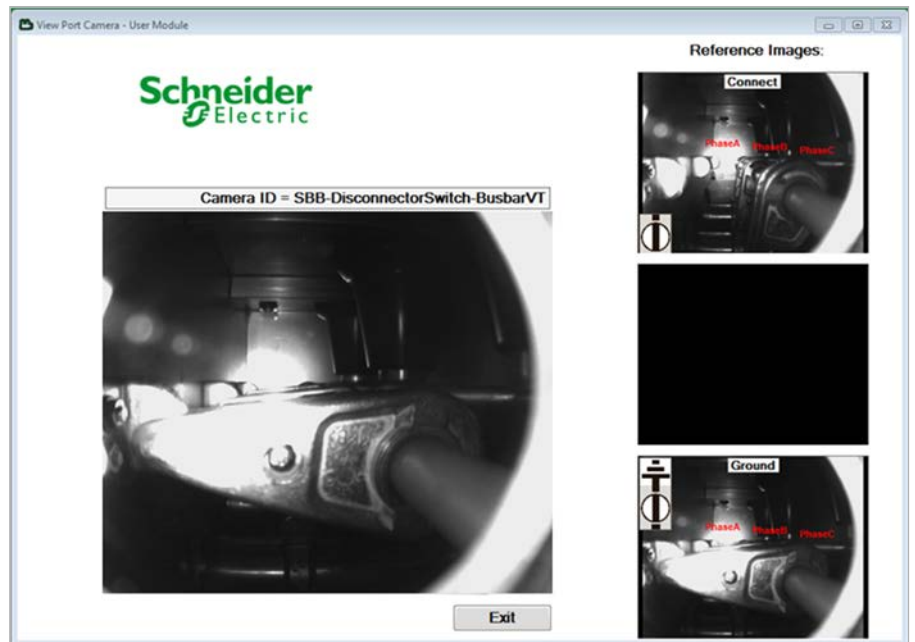 View Port Camera - User Module
Reference Images:
Schneider
Electric
Connect
PhaseA PhaseB PhaseC
Camera ID = SBB-DisconnectorSwitch-BusbarVT
Ground
PhaseA PhaseB PhaseC
Exit